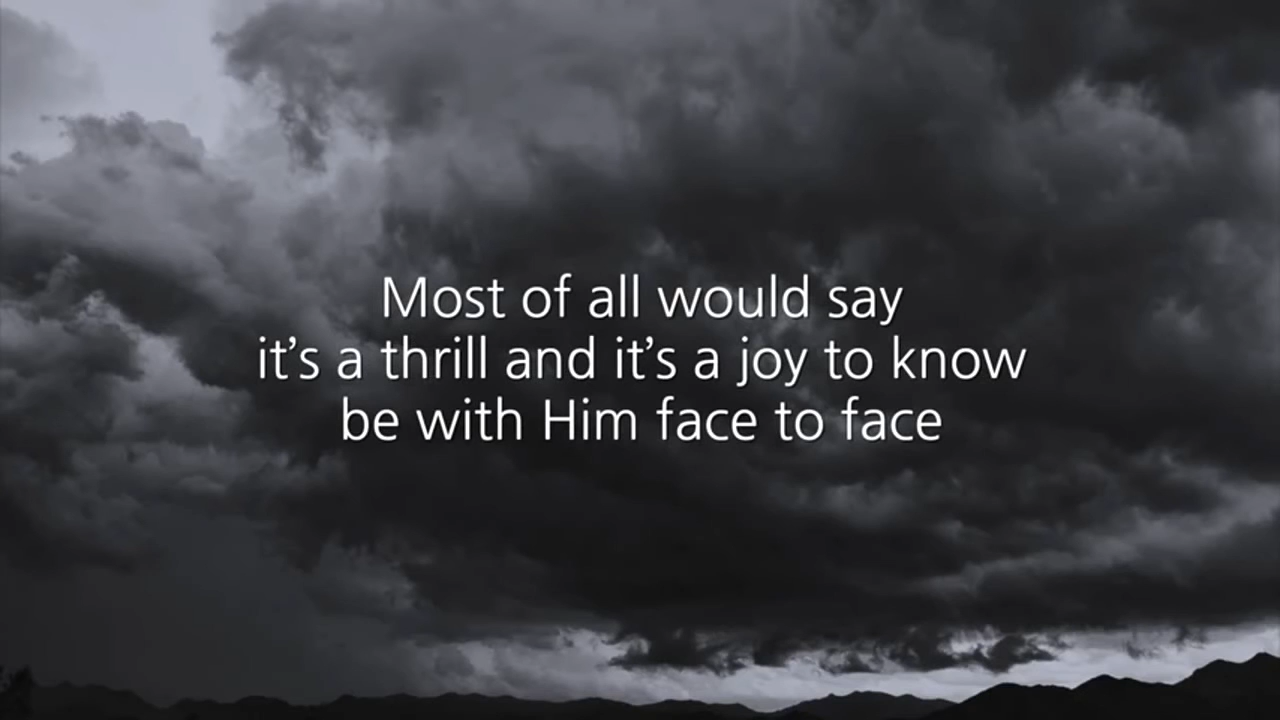 Most of all would say
it’s a thrill and it’s a joy to know
be with Him face to face